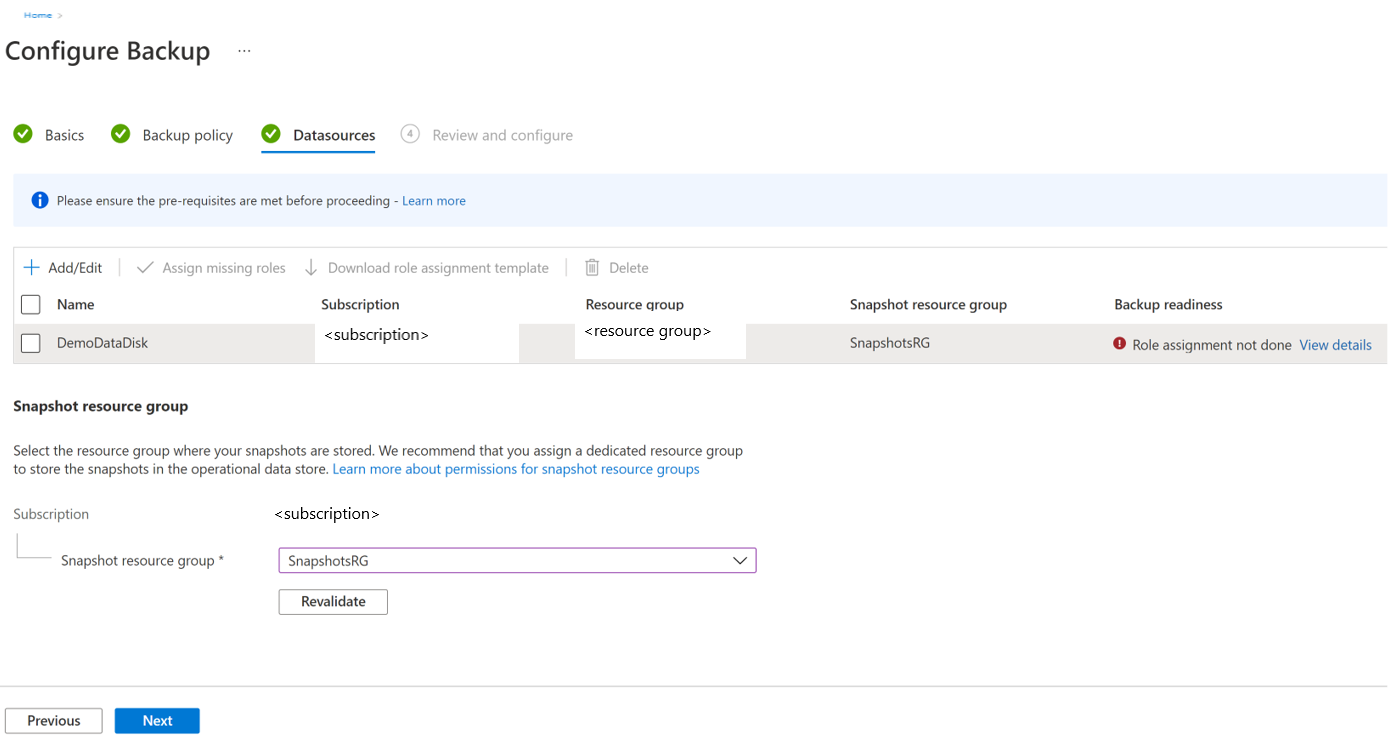 Home >
Configure Backup ...
Basics Backup policy Datasources 4 Review and configure
Please ensure the pre-requisites are met before proceeding - Learn more
Add/Edit Assign missing roles Download role assignment template Delete
Name Subscription Resource group Snapshot resource group Backup readiness
DemoDataDisk <subscription> <resource group> SnapshotsRG Role assignment not done View details
Snapshot resource group
Select the resource group where your snapshots are stored. We recommend that you assign a dedicated resource group
to store the snapshots in the operational data store. Learn more about permissions for snapshot resource groups
Subscription <subscription>
Snapshot resource group * SnapshotsRG
Revalidate
Previous Next